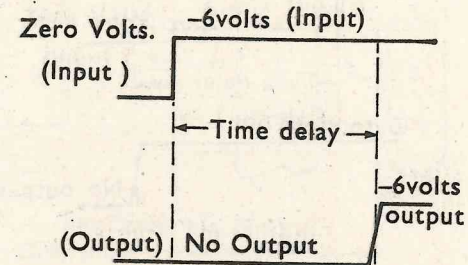 Zero Volts.
(Input )
–6volts (Input)
Time delay
–6volts
output
(Output)
No Output